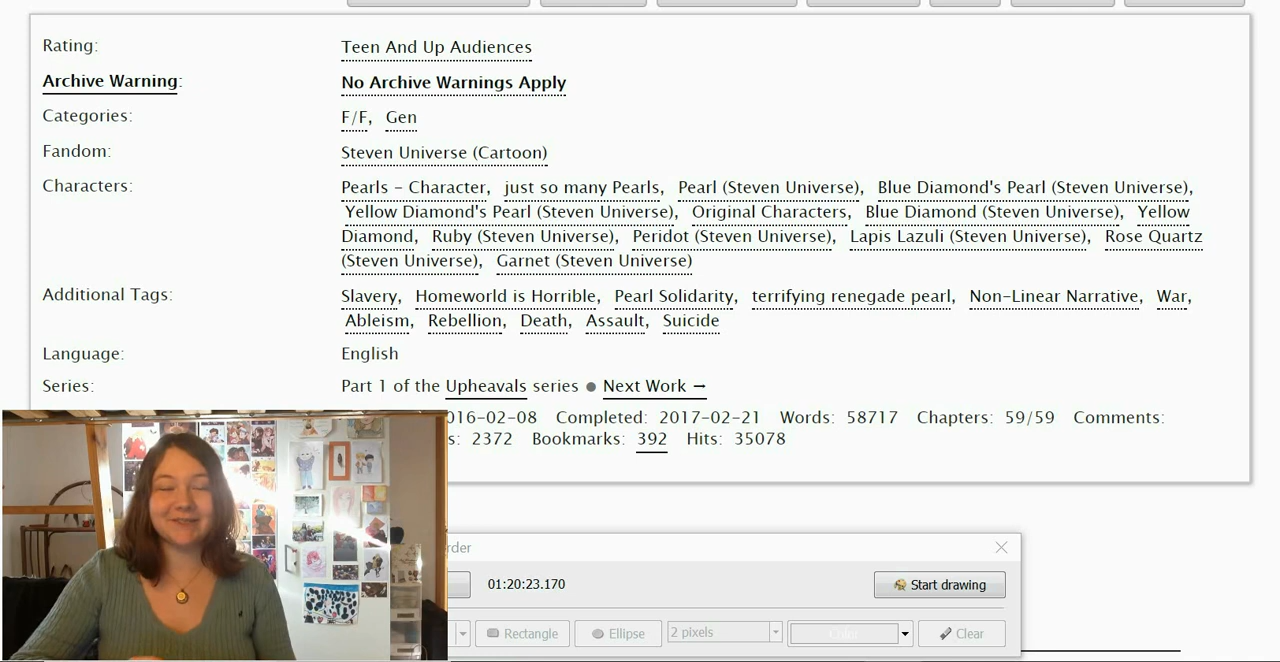 Rating: Teen And Up Audiences
Archive Warning: No Archive Warnings Apply
Categories: F/F, Gen
Fandom: Steven Universe (Cartoon)
Characters: Pearls - Character, just so many Pearls, Pearl (Steven Universe), Blue Diamond's Pearl (Steven Universe),
Yellow Diamond's Pearl (Steven Universe), Original Characters, Blue Diamond (Steven Universe), Yellow
Diamond, Ruby (Steven Universe), Peridot (Steven Universe), Lapis Lazuli (Steven Universe), Rose Quartz
(Steven Universe), Garnet (Steven Universe)
Additional Tags: Slavery, Homeworld is Horrible, Pearl Solidarity, terrifying renegade pearl, Non-Linear Narrative, War,
Ableism, Rebellion, Death, Assault, Suicide
Language: English
Series: Part 1 of the Upheavals series ● Next Work →
016-02-08 Completed: 2017-02-21 Words: 58717 Chapters: 59/59 Comments:
s: 2372 Bookmarks: 392 Hits: 35078
rder
01:20:23.170 Start drawing
Rectangle Ellipse 2 pixels Color Clear